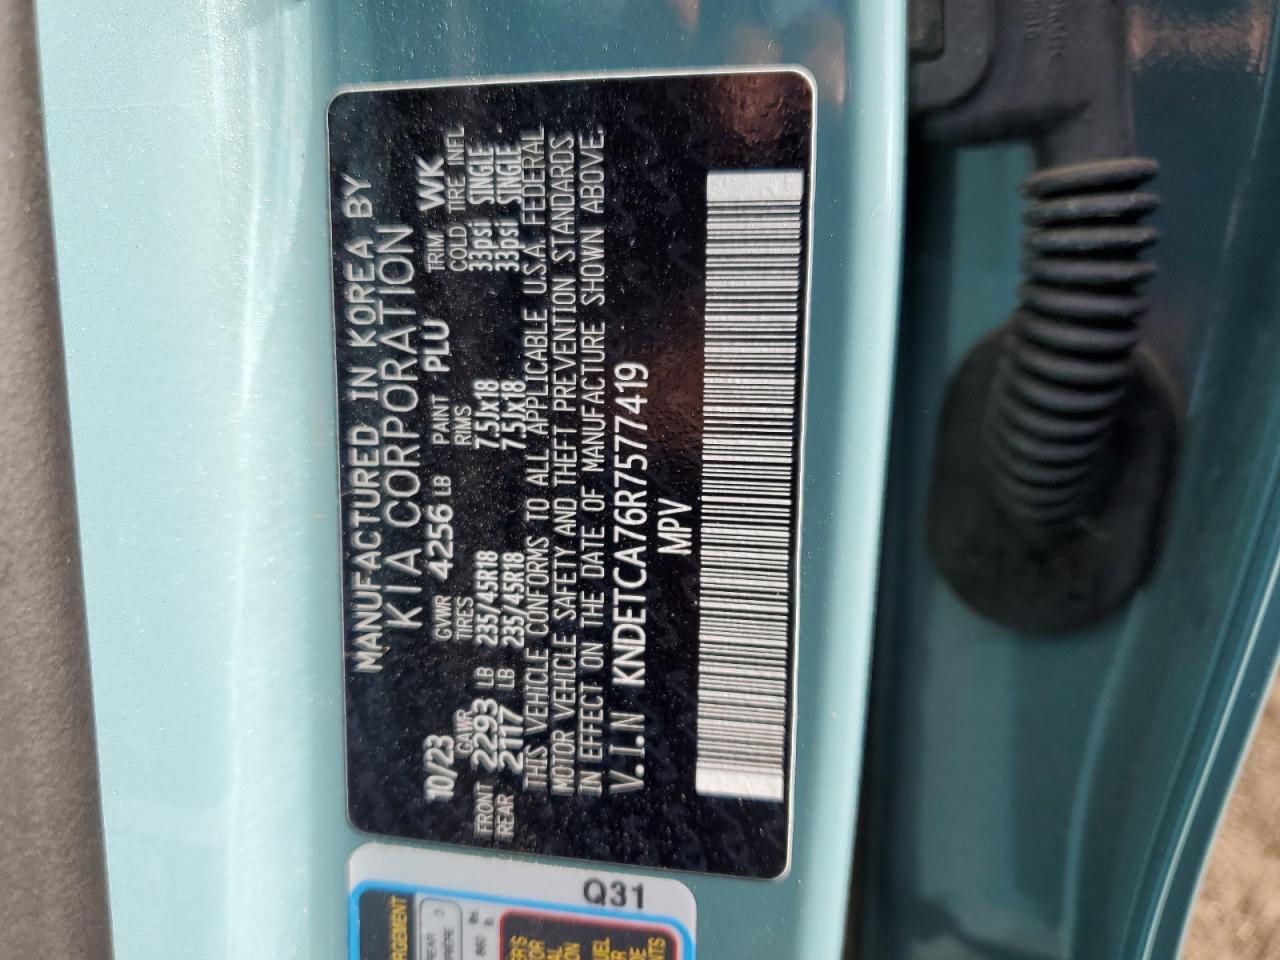 MANUFACTURED IN KOREA BY
KIA CORPORATION
10/23 GVWR 4256 LB PAINT PLU TRIM WK
GAWR TIRES RIMS COLD TIRE INFL
FRONT 2293 LB 235/45R18 7.5Jx18 33psi SINGLE
REAR 2117 LB 235/45R18 7.5Jx18 33psi SINGLE
THIS VEHICLE CONFORMS TO ALL APPLICABLE U.S.A. FEDERAL
MOTOR VEHICLE SAFETY AND THEFT PREVENTION STANDARDS
IN EFFECT ON THE DATE OF MANUFACTURE SHOWN ABOVE.
V.I.N KNDETCA76R7577419
MPV
Q31